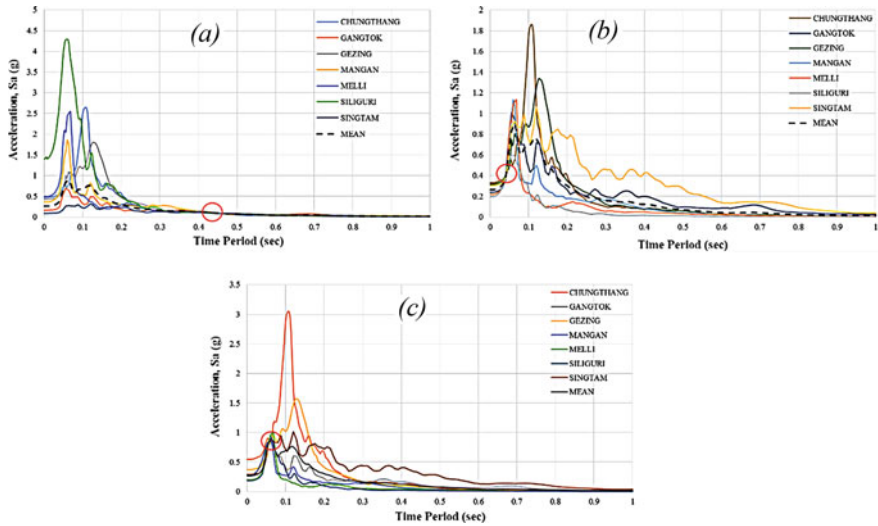 (a)
Acceleration, Sa (g)
5
4.5
4
3.5
3
2.5
2
1.5
1
0.5
0
0 0.1 0.2 0.3 0.4 0.5 0.6 0.7 0.8 0.9 1
Time Period (sec)
CHUNGTHANG
GANGTOK
GEZING
MANGAN
MELLI
SILIGURI
SINGTAM
MEAN
(b)
Acceleration, Sa (g)
2
1.8
1.6
1.4
1.2
1
0.8
0.6
0.4
0.2
0
0 0.1 0.2 0.3 0.4 0.5 0.6 0.7 0.8 0.9 1
Time Period (sec)
CHUNGTHANG
GANGTOK
GEZING
MANGAN
MELLI
SILIGURI
SINGTAM
MEAN
(c)
Acceleration, Sa (g)
3.5
3
2.5
2
1.5
1
0.5
0
0 0.1 0.2 0.3 0.4 0.5 0.6 0.7 0.8 0.9 1
Time Period (sec)
CHUNGTHANG
GANGTOK
GEZING
MANGAN
MELLI
SILIGURI
SINGTAM
MEAN